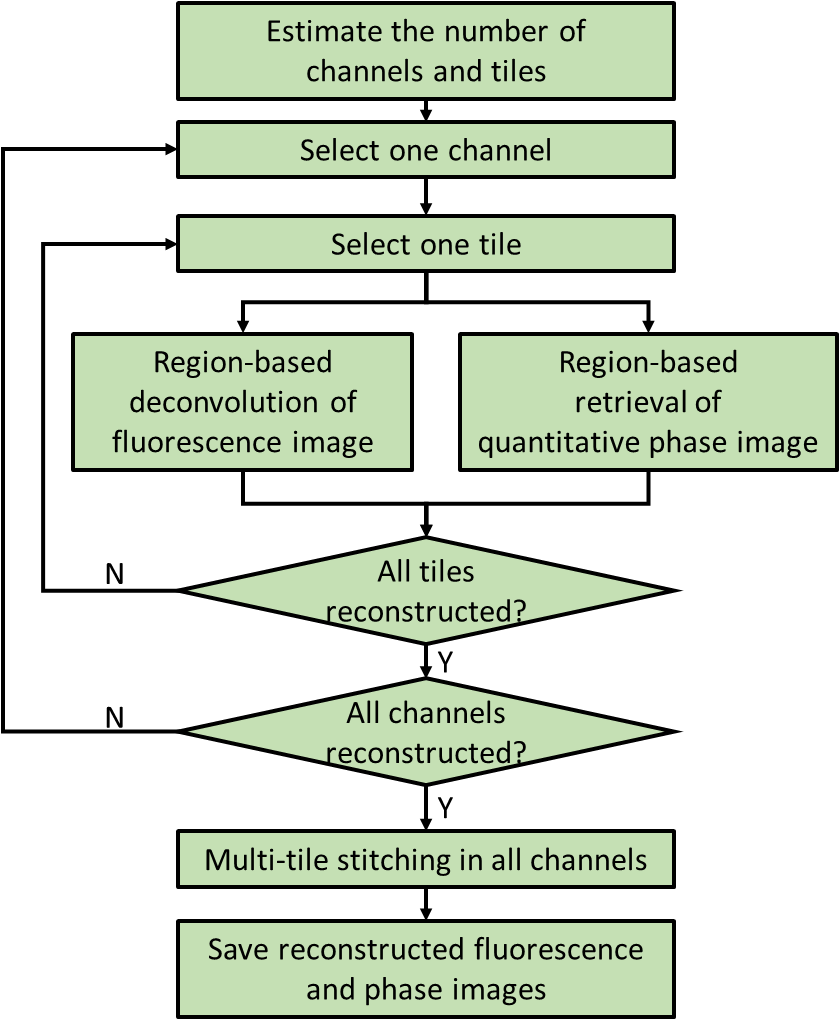 Estimate the number of
channels and tiles
Select one channel
Select one tile
Region-based
deconvolution of
fluorescence image
Region-based
retrieval of
quantitative phase image
All tiles
reconstructed?
N
Y
All channels
reconstructed?
N
Y
Multi-tile stitching in all channels
Save reconstructed fluorescence
and phase images